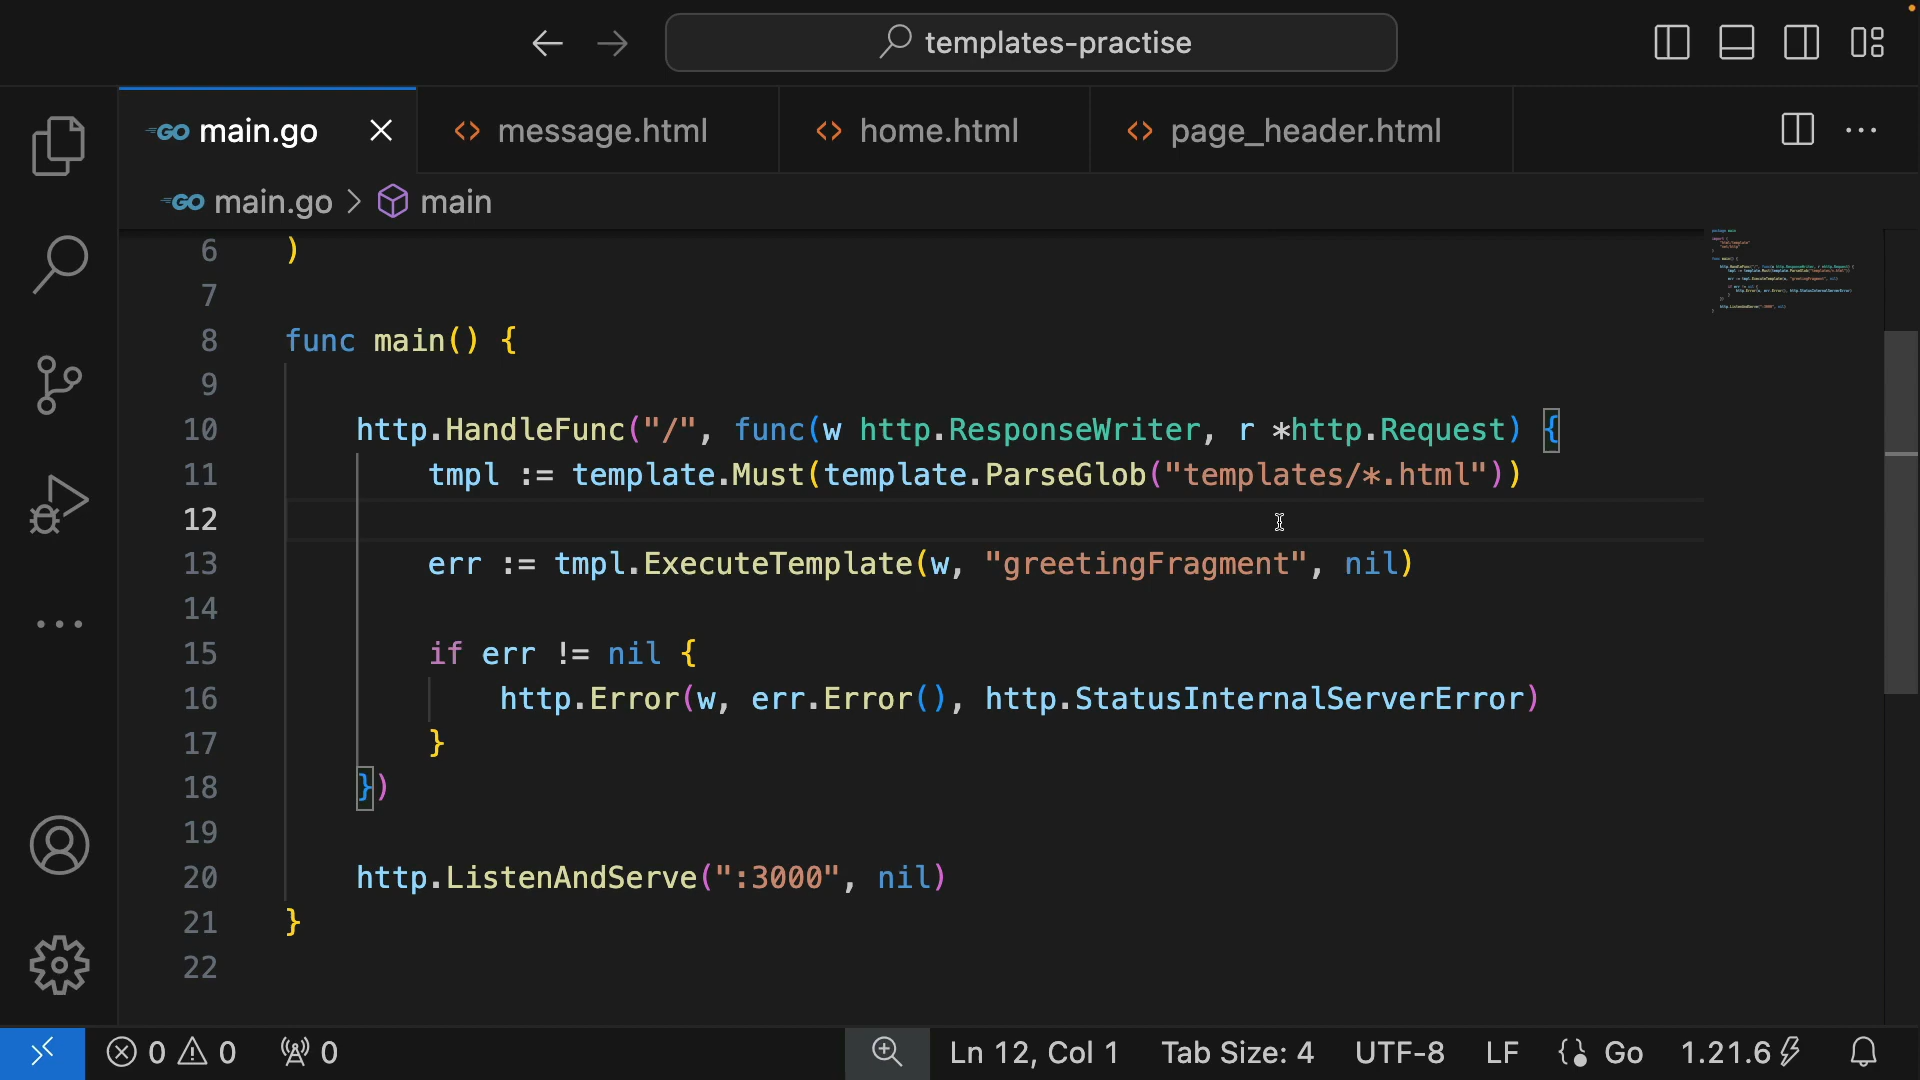 templates-practise
GO main.go
<> message.html
<> home.html
<> page_header.html
GO main.go > main
6 )
7
8 func main() {
9
10 http.HandleFunc("/", func(w http.ResponseWriter, r *http.Request) {
11 tmpl := template.Must(template.ParseGlob("templates/*.html"))
12
13 err := tmpl.ExecuteTemplate(w, "greetingFragment", nil)
14
15 if err != nil {
16 http.Error(w, err.Error(), http.StatusInternalServerError)
17 }
18 })
19
20 http.ListenAndServe(":3000", nil)
21 }
22
0 0 0 Ln 12, Col 1 Tab Size: 4 UTF-8 LF Go 1.21.6